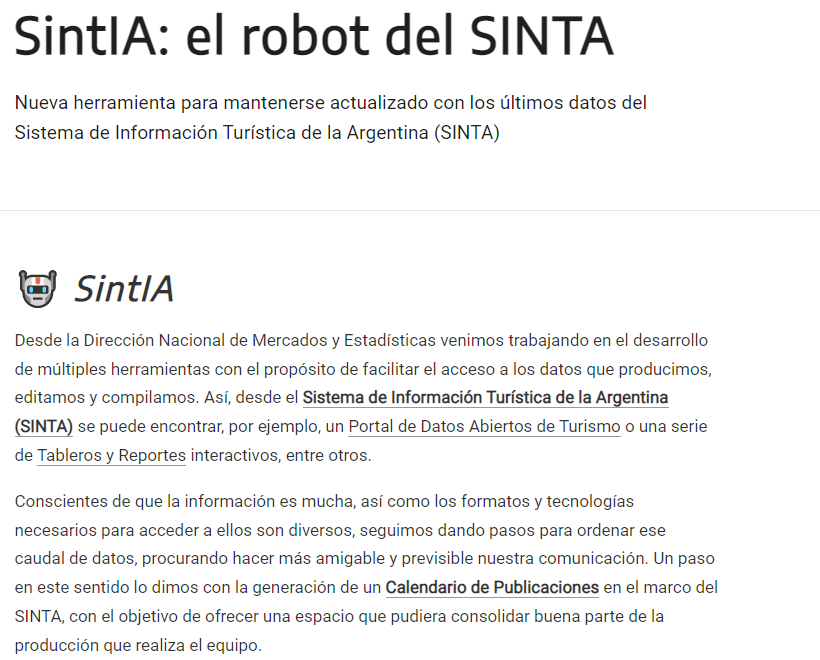 SintIA: el robot del SINTA
Nueva herramienta para mantenerse actualizado con los últimos datos del
Sistema de Información Turística de la Argentina (SINTA)
SintIA
Desde la Dirección Nacional de Mercados y Estadísticas venimos trabajando en el desarrollo
de múltiples herramientas con el propósito de facilitar el acceso a los datos que producimos,
editamos y compilamos. Así, desde el Sistema de Información Turística de la Argentina
(SINTA) se puede encontrar, por ejemplo, un Portal de Datos Abiertos de Turismo o una serie
de Tableros y Reportes interactivos, entre otros.
Conscientes de que la información es mucha, así como los formatos y tecnologías
necesarios para acceder a ellos son diversos, seguimos dando pasos para ordenar ese
caudal de datos, procurando hacer más amigable y previsible nuestra comunicación. Un paso
en este sentido lo dimos con la generación de un Calendario de Publicaciones en el marco del
SINTA, con el objetivo de ofrecer una espacio que pudiera consolidar buena parte de la
producción que realiza el equipo.